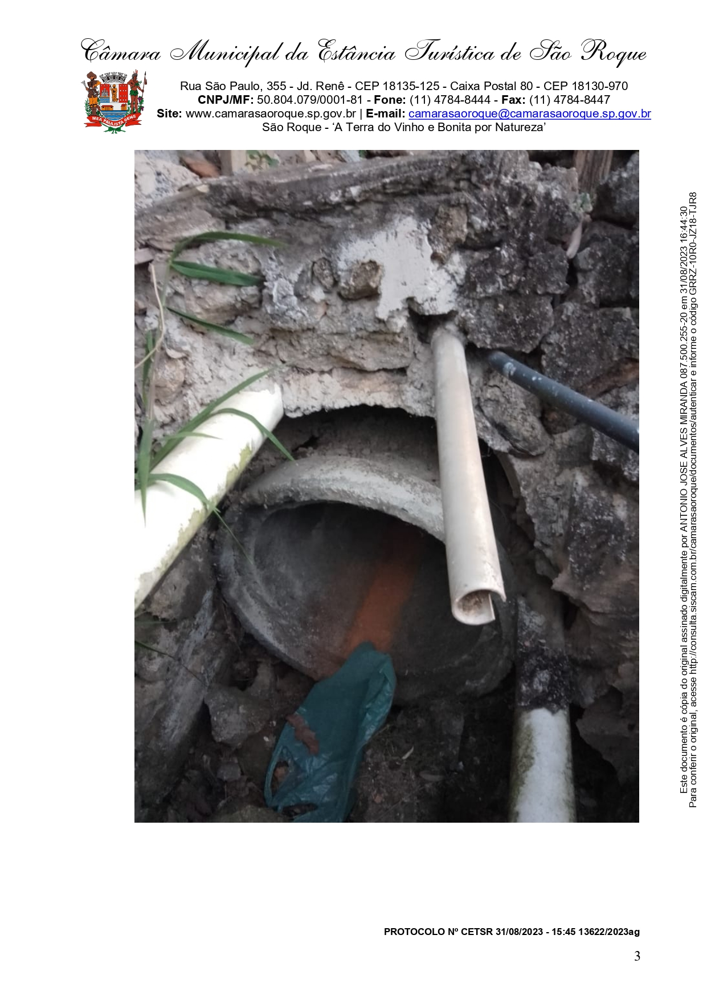 Câmara Municipal da Estância Turística de São Roque
Rua São Paulo, 355 - Jd. Renê - CEP 18135-125 - Caixa Postal 80 - CEP 18130-970
CNPJ/MF: 50.804.079/0001-81 - Fone: (11) 4784-8444 - Fax: (11) 4784-8447
Site: www.camarasaoroque.sp.gov.br | E-mail: camarasaoroque@camarasaoroque.sp.gov.br
São Roque - ‘A Terra do Vinho e Bonita por Natureza’
MEA PAULISTA GENS
Este documento é cópia do original assinado digitalmente por ANTONIO JOSE ALVES MIRANDA 087.500.255-20 em 31/08/2023 16:44:30
Para conferir o original, acesse http://consulta.siscam.com.br/camarasaoroque/documentos/autenticar e informe o código GRRZ-10R0-JZ18-TJR8
PROTOCOLO Nº CETSR 31/08/2023 - 15:45 13622/2023ag
3